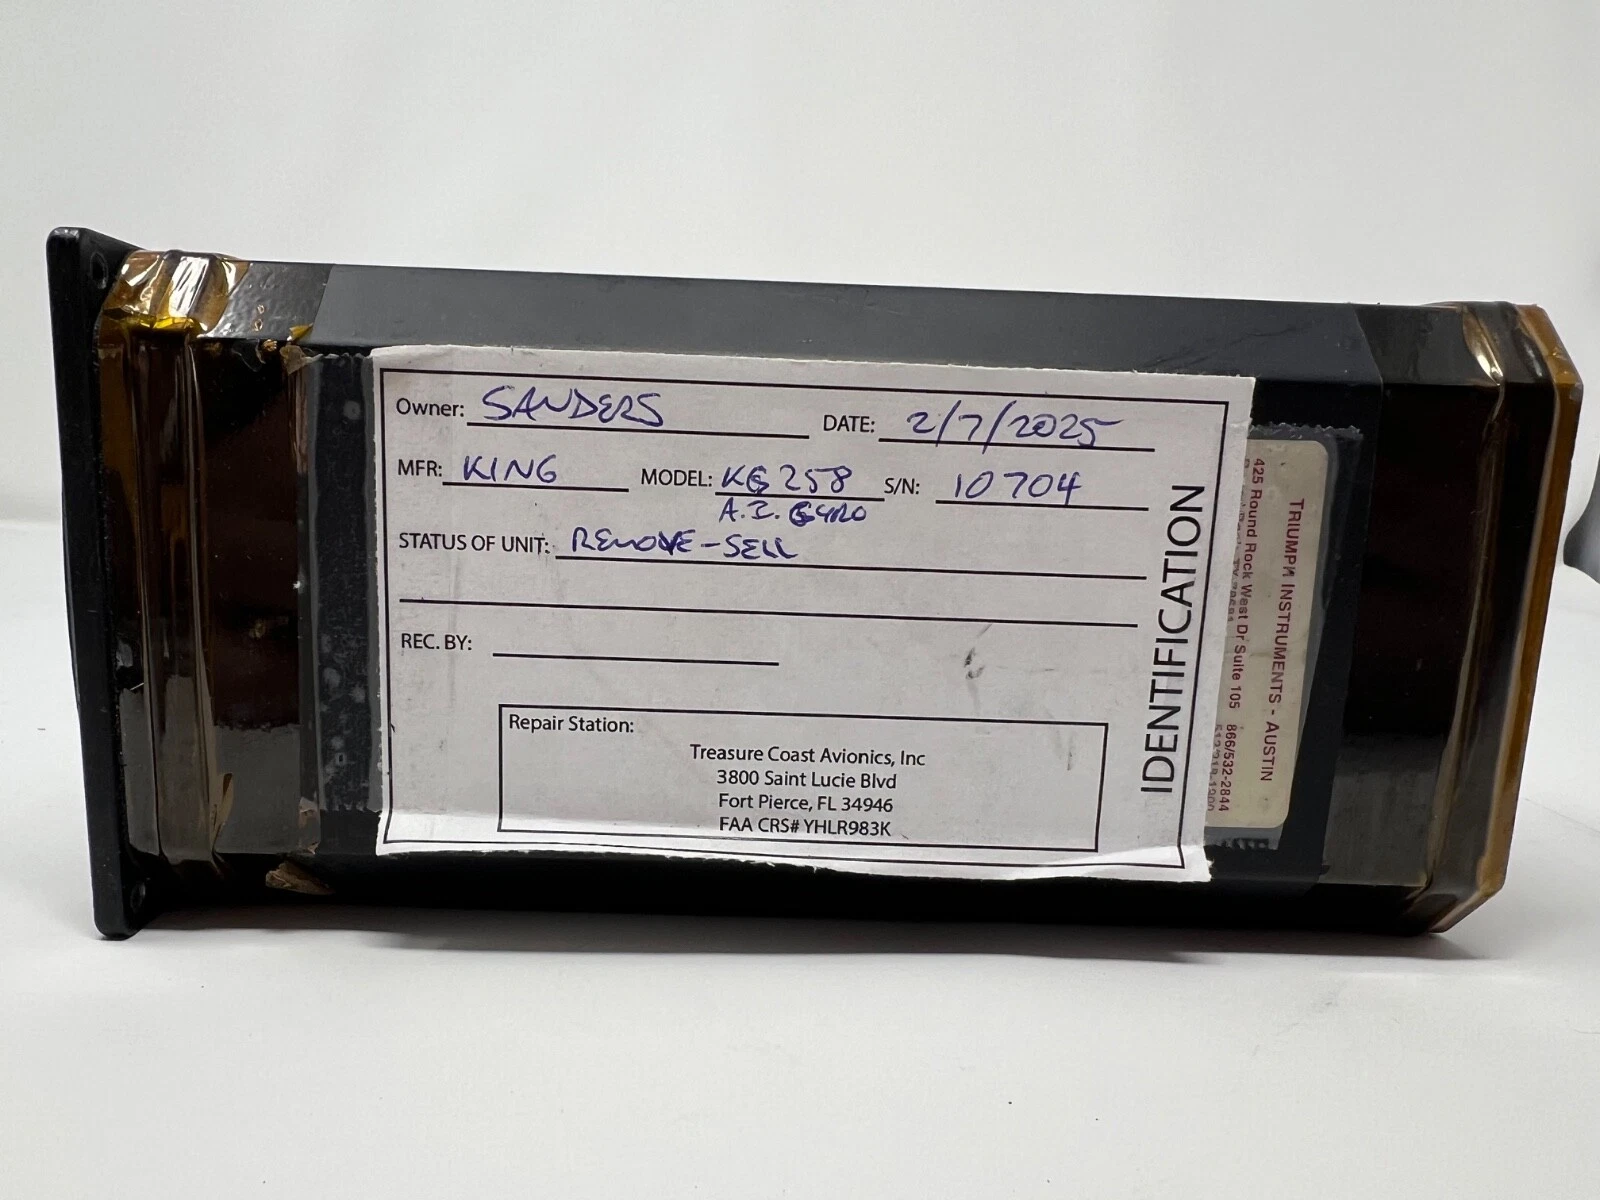 Owner: SANDERS DATE: 2/7/2025
MFR: KING MODEL: KG 258 S/N: 10704
A.I. GYRO
STATUS OF UNIT: REMOVE - SELL
REC. BY:
Repair Station:
Treasure Coast Avionics, Inc
3800 Saint Lucie Blvd
Fort Pierce, FL 34946
FAA CRS# YHLR983K
IDENTIFICATION
TRIUMPH INSTRUMENTS - AUSTIN
425 Round Rock West Dr Suite 105 866/532-2844